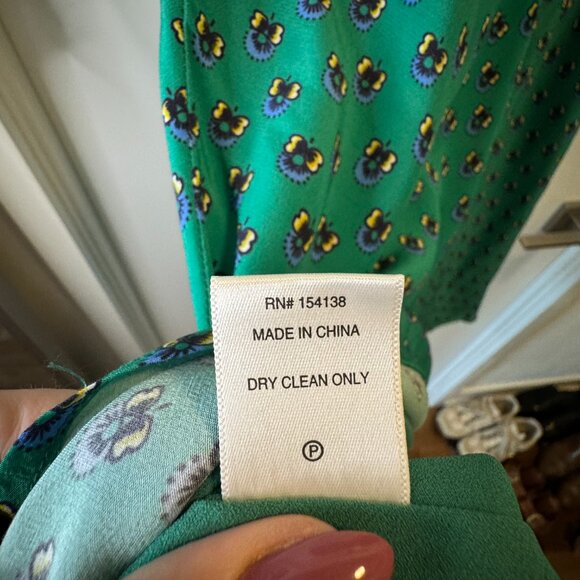 RN# 154138
MADE IN CHINA
DRY CLEAN ONLY
P